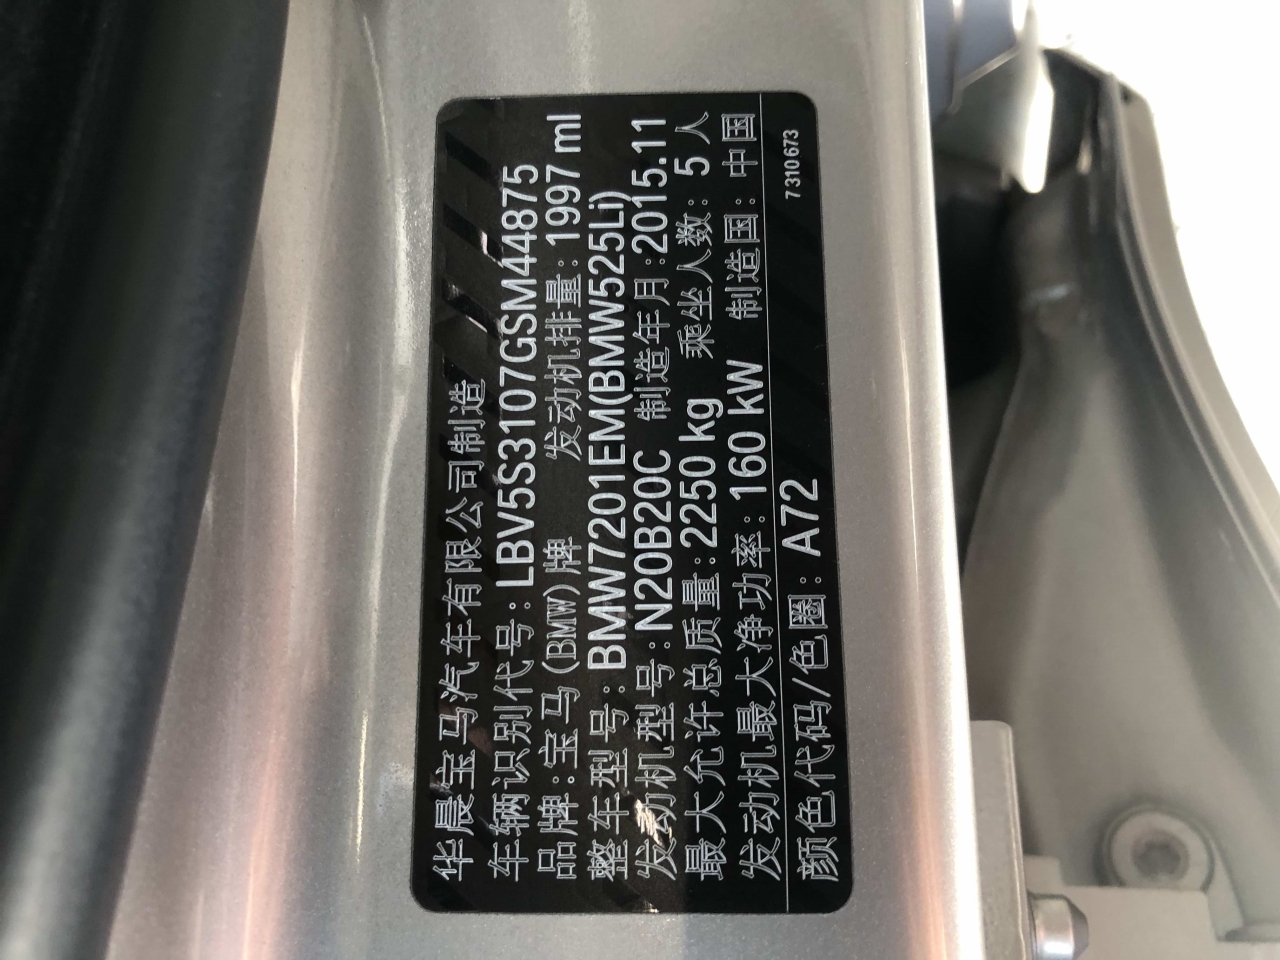 华晨宝马汽车有限公司制造
车辆识别代号: LBV5S3107GSM44875
品牌:宝马(BMW)牌 发动机排量: 1997 ml
整车型号: BMW7201EM(BMW525Li)
发动机型号: N20B20C 制造年月:2015.11
最大允许总质量:2250 kg 乘坐人数: 5 人
发动机最大净功率: 160 kW 制造国: 中国
颜色代码/色圈: A72 7310673